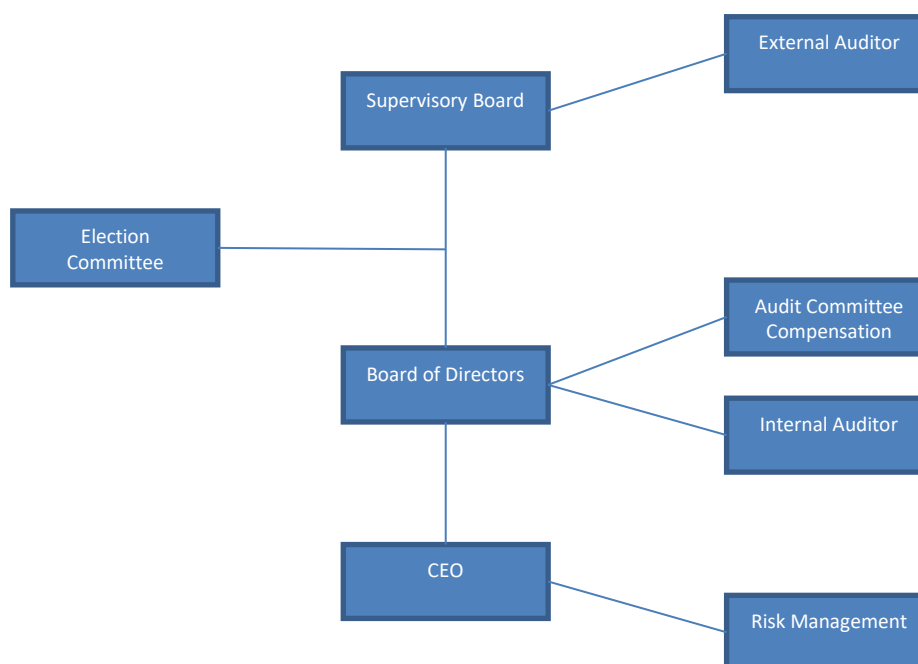 External Auditor
Supervisory Board
Election
Committee
Audit Committee
Compensation
Board of Directors
Internal Auditor
CEO
Risk Management